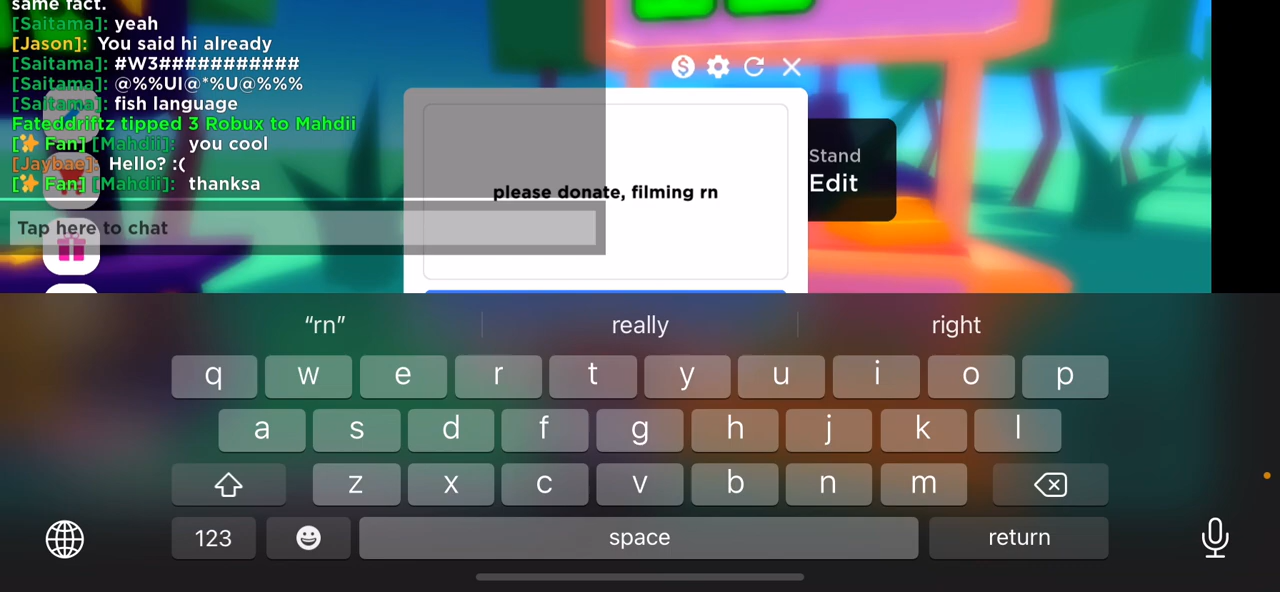 same fact.
[Saitama]: yeah
[Jason]: You said hi already
[Saitama]: #W3###########
[Saitama]: @%%UI@*%U@%%%
[Saitama]: fish language
Fateddriftz tipped 3 Robux to Mahdii
[✨ Fan] [Mahdii]: you cool
[Jaybae]: Hello? :(
[✨ Fan] [Mahdii]: thanksa
Tap here to chat
please donate, filming rn
Stand
Edit
“rn” really right
q w e r t y u i o p
a s d f g h j k l
z x c v b n m
123 space return